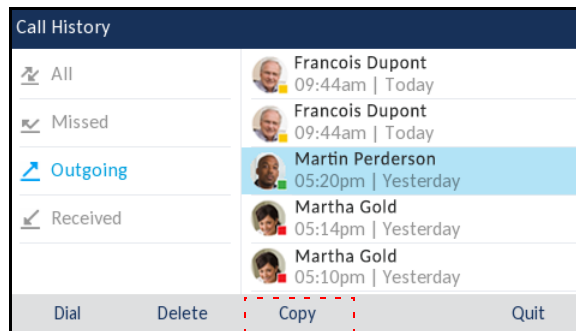 Call History
All
Missed
Outgoing
Received
Francois Dupont
09:44am | Today
Francois Dupont
09:44am | Today
Martin Perderson
05:20pm | Yesterday
Martha Gold
05:14pm | Yesterday
Martha Gold
05:10pm | Yesterday
Dial Delete Copy Quit